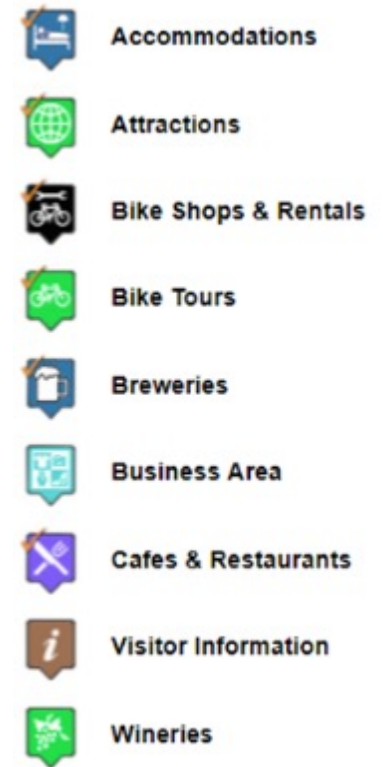 Accommodations
Attractions
Bike Shops & Rentals
Bike Tours
Breweries
Business Area
Cafes & Restaurants
i
Visitor Information
Wineries